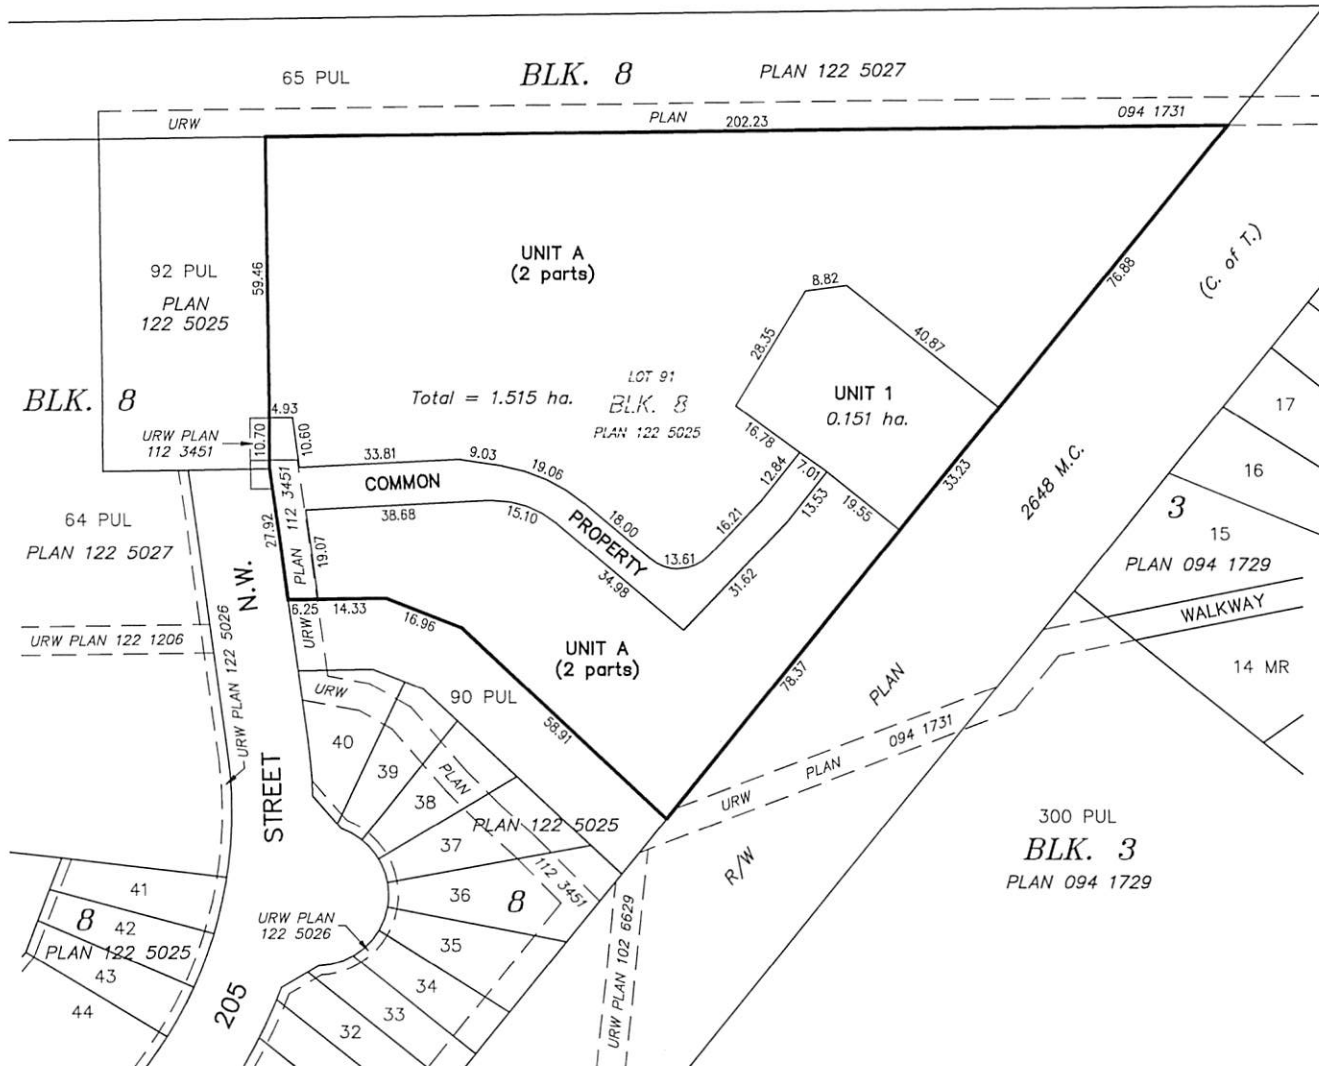 65 PUL
BLK. 8
PLAN 122 5027
URW
PLAN
094 1731
202.23
UNIT A
(2 parts)
92 PUL
PLAN
122 5025
59.46
76.88
(C. of T.)
8.82
28.35
40.87
BLK. 8
4.93
Total = 1.515 ha.
LOT 91
BLK. 8
PLAN 122 5025
UNIT 1
0.151 ha.
17
URW PLAN
112 3451
10.70
10.60
33.81
9.03
19.06
16.78
12.84
7.01
13.53
19.55
33.23
2648 M.C.
16
COMMON
PROPERTY
PLAN 112 3451
38.68
15.10
18.00
16.21
13.61
34.98
31.62
3
15
PLAN 094 1729
64 PUL
PLAN 122 5027
27.92
19.07
N.W.
6.25
14.33
16.96
WALKWAY
URW PLAN 122 1206
URW PLAN 122 5026
URW
UNIT A
(2 parts)
78.37
14 MR
URW
90 PUL
PLAN
58.91
094 1731
PLAN
URW
40
39
38
37
36
35
34
33
32
PLAN
PLAN 122 5025
112 3451
8
STREET
300 PUL
BLK. 3
PLAN 094 1729
R/W
41
42
43
44
8
PLAN 122 5025
URW PLAN
122 5026
URW PLAN 102 6629
205